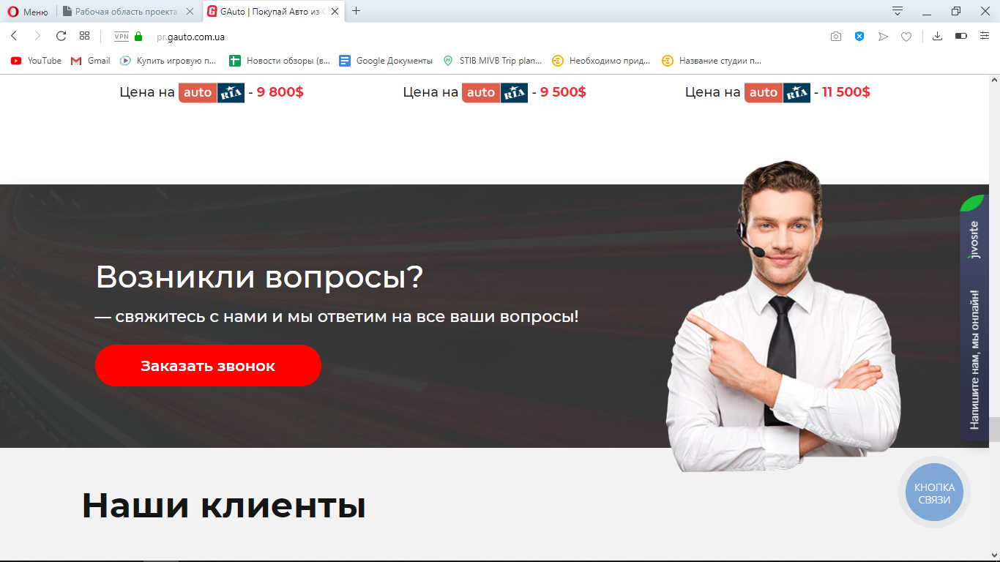 Меню
Рабочая область проекта
GAuto | Покупай Авто из С
VPN
pr.gauto.com.ua
YouTube
Gmail
Купить игровую п...
Новости обзоры (в...
Google Документы
STIB MIVB Trip plan...
Необходимо прид...
Название студии п...
Цена на auto RIA - 9 800$
Цена на auto RIA - 9 500$
Цена на auto RIA - 11 500$
Возникли вопросы?
— свяжитесь с нами и мы ответим на все ваши вопросы!
Заказать звонок
jivosite
Напишите нам, мы онлайн!
КНОПКА
СВЯЗИ
Наши клиенты